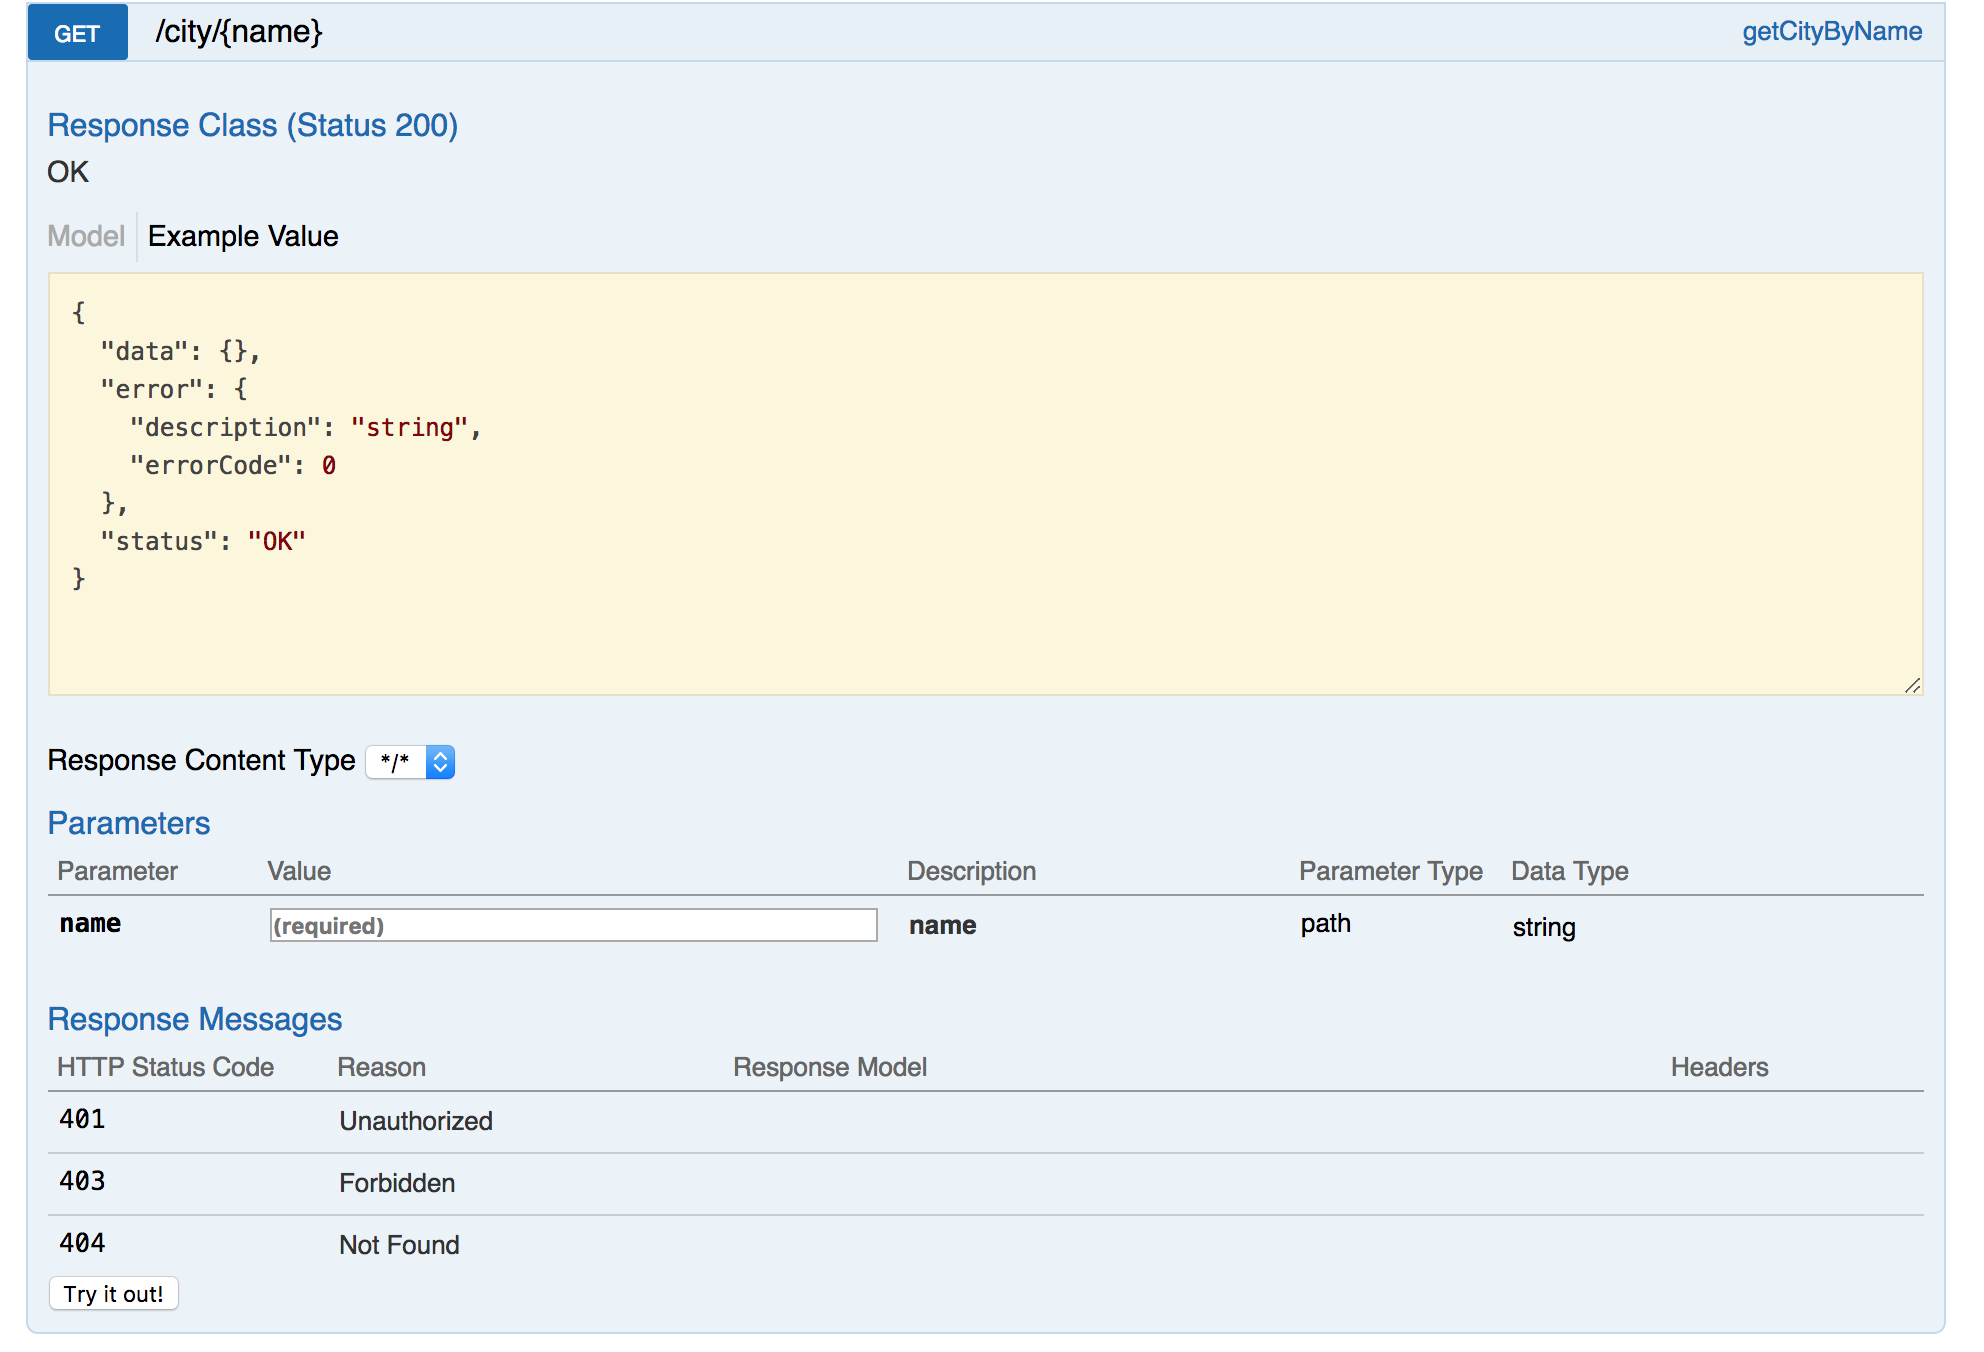 GET /city/{name} getCityByName
Response Class (Status 200)
OK
Model Example Value
{
  "data": {},
  "error": {
    "description": "string",
    "errorCode": 0
  },
  "status": "OK"
}
Response Content Type */*
Parameters
Parameter Value Description Parameter Type Data Type
name (required) name path string
Response Messages
HTTP Status Code Reason Response Model Headers
401 Unauthorized
403 Forbidden
404 Not Found
Try it out!